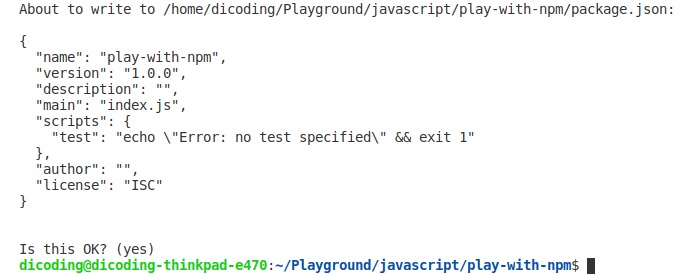 About to write to /home/dicoding/Playground/javascript/play-with-npm/package.json:
{
  "name": "play-with-npm",
  "version": "1.0.0",
  "description": "",
  "main": "index.js",
  "scripts": {
    "test": "echo \"Error: no test specified\" && exit 1"
  },
  "author": "",
  "license": "ISC"
}
Is this OK? (yes)
dicoding@dicoding-thinkpad-e470:~/Playground/javascript/play-with-npm$